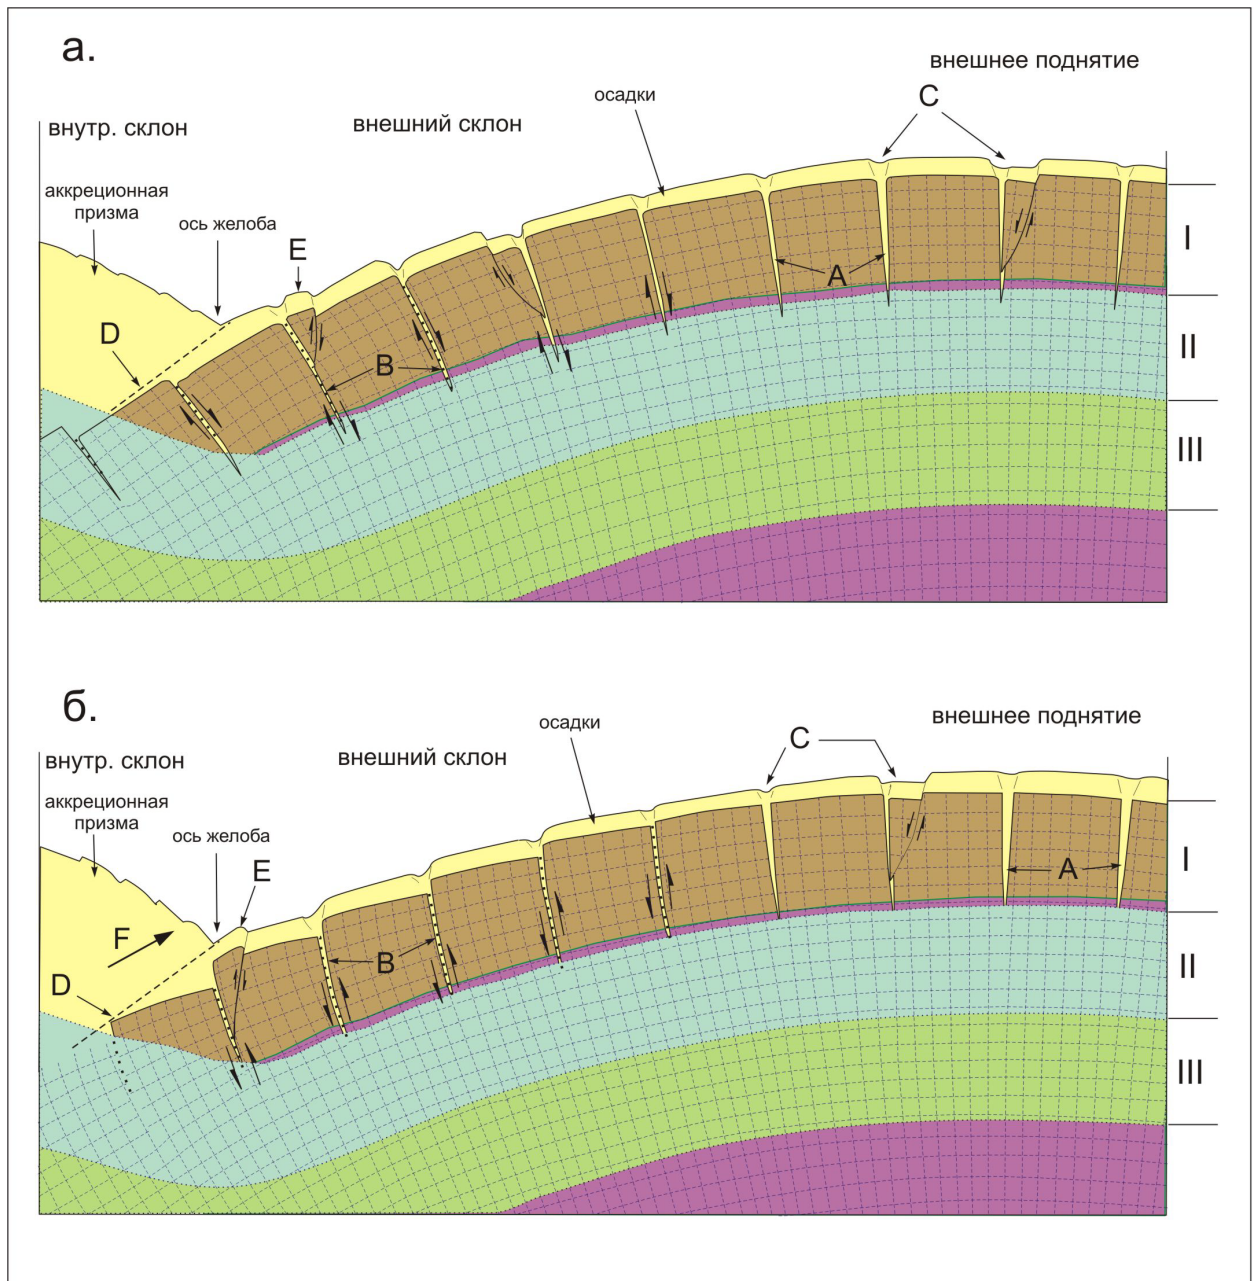 а.
внешнее поднятие
C
осадки
внутр. склон
внешний склон
аккреционная
призма
ось желоба
E
I
A
D
II
B
III
б.
внешнее поднятие
осадки
C
внутр. склон
внешний склон
аккреционная
призма
ось желоба
E
I
A
F
B
II
D
III